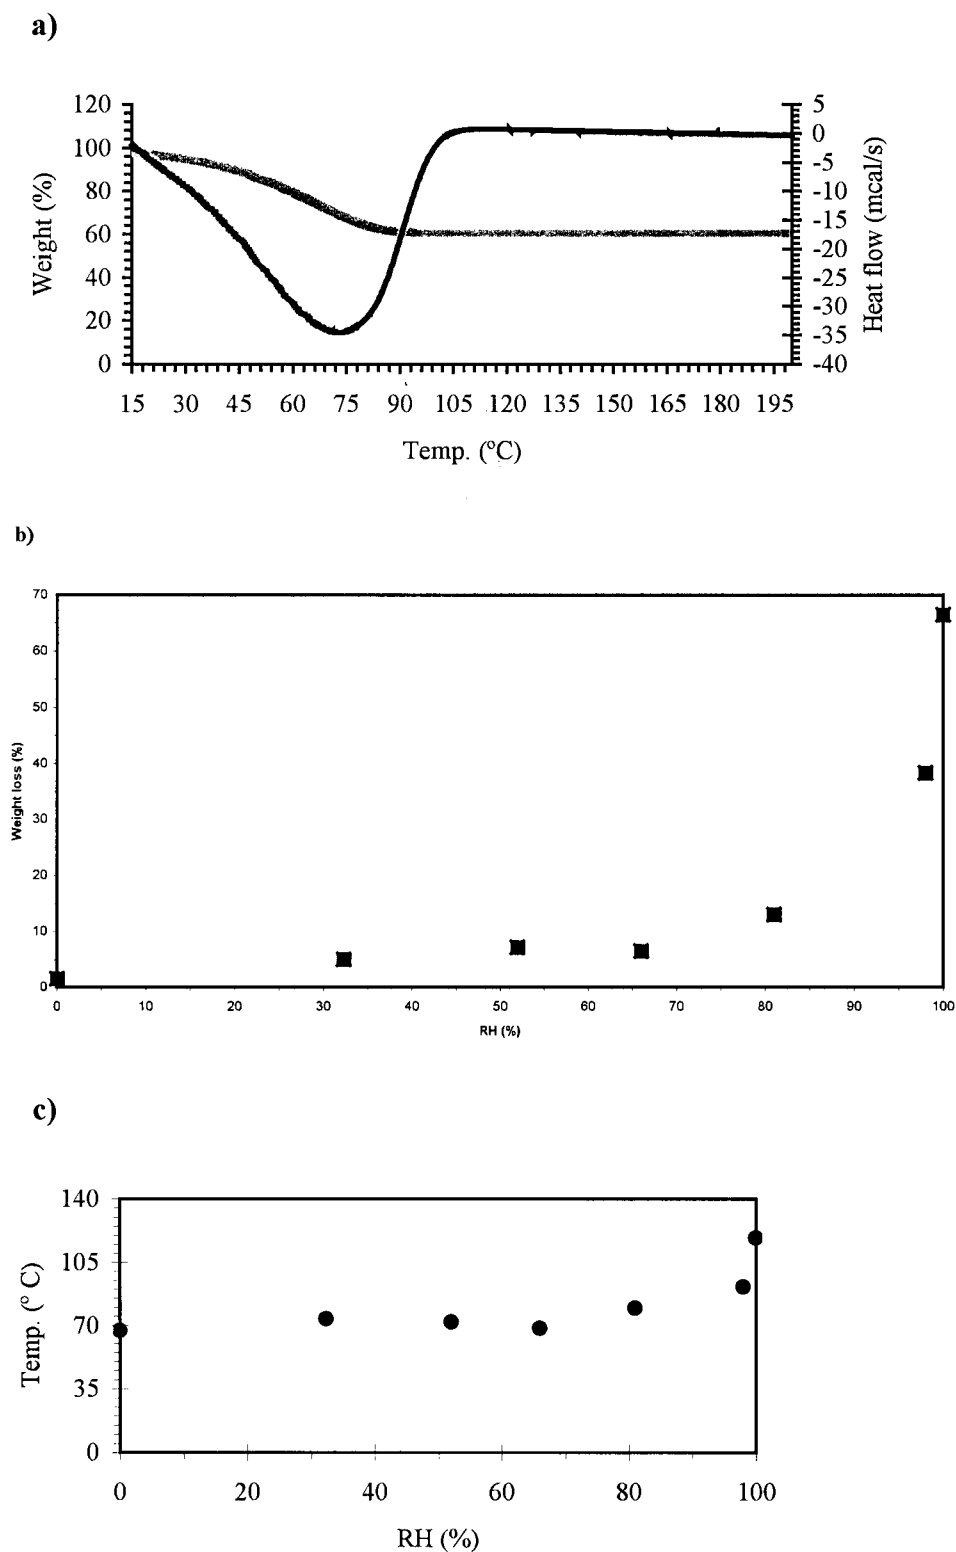 a)
120
100
80
60
40
20
0
Weight (%)
5
0
-5
-10
-15
-20
-25
-30
-35
-40
Heat flow (mcal/s)
15 30 45 60 75 90 105 120 135 150 165 180 195
Temp. (°C)
b)
70
60
50
40
30
20
10
0
Weight loss (%)
0 10 20 30 40 50 60 70 80 90 100
RH (%)
c)
140
105
70
35
0
Temp. (° C)
0 20 40 60 80 100
RH (%)